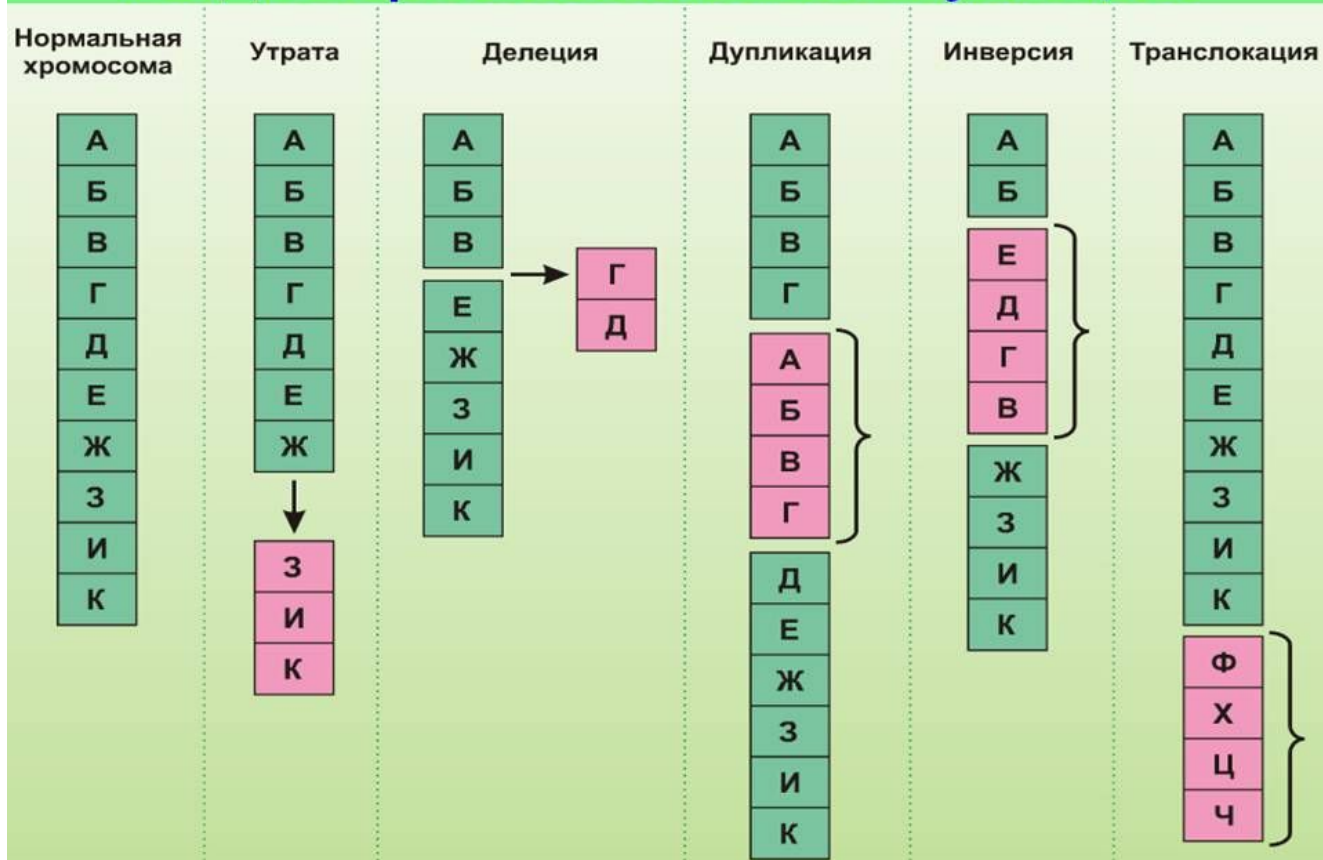 Нормальная
хромосома
А
Б
В
Г
Д
Е
Ж
З
И
К
Утрата
А
Б
В
Г
Д
Е
Ж
З
И
К
Делеция
А
Б
В
Е
Ж
З
И
К
Г
Д
Дупликация
А
Б
В
Г
А
Б
В
Г
Д
Е
Ж
З
И
К
Инверсия
А
Б
Е
Д
Г
В
Ж
З
И
К
Транслокация
А
Б
В
Г
Д
Е
Ж
З
И
К
Ф
Х
Ц
Ч